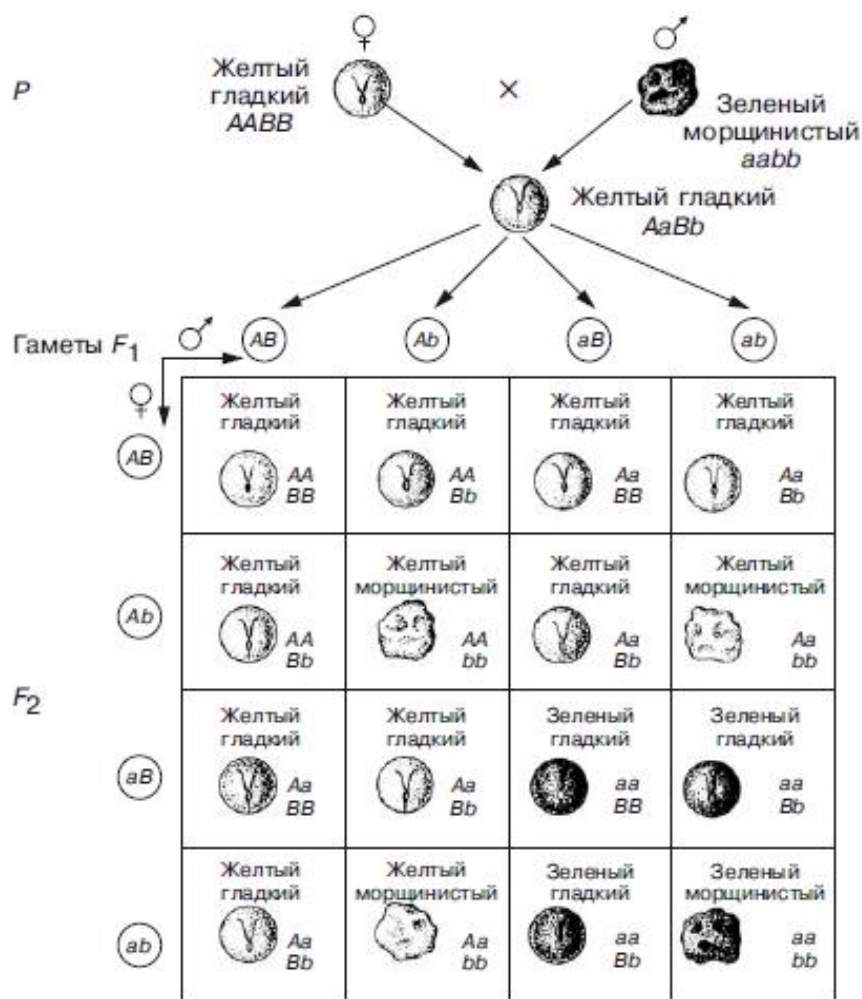 P
Желтый
гладкий
AABB
×
Зеленый
морщинистый
aabb
Желтый гладкий
AaBb
Гаметы F1
AB
Ab
aB
ab
F2
AB
Желтый
гладкий
AA
BB
Желтый
гладкий
AA
Bb
Желтый
гладкий
Aa
BB
Желтый
гладкий
Aa
Bb
Ab
Желтый
гладкий
AA
Bb
Желтый
морщинистый
AA
bb
Желтый
гладкий
Aa
Bb
Желтый
морщинистый
Aa
bb
aB
Желтый
гладкий
Aa
BB
Желтый
гладкий
Aa
Bb
Зеленый
гладкий
aa
BB
Зеленый
гладкий
aa
Bb
ab
Желтый
гладкий
Aa
Bb
Желтый
морщинистый
Aa
bb
Зеленый
гладкий
aa
Bb
Зеленый
морщинистый
aa
bb